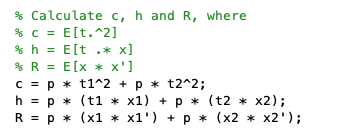 % Calculate c, h and R, where
% c = E[t.^2]
% h = E[t .* x]
% R = E[x * x']
c = p * t1^2 + p * t2^2;
h = p * (t1 * x1) + p * (t2 * x2);
R = p * (x1 * x1') + p * (x2 * x2');